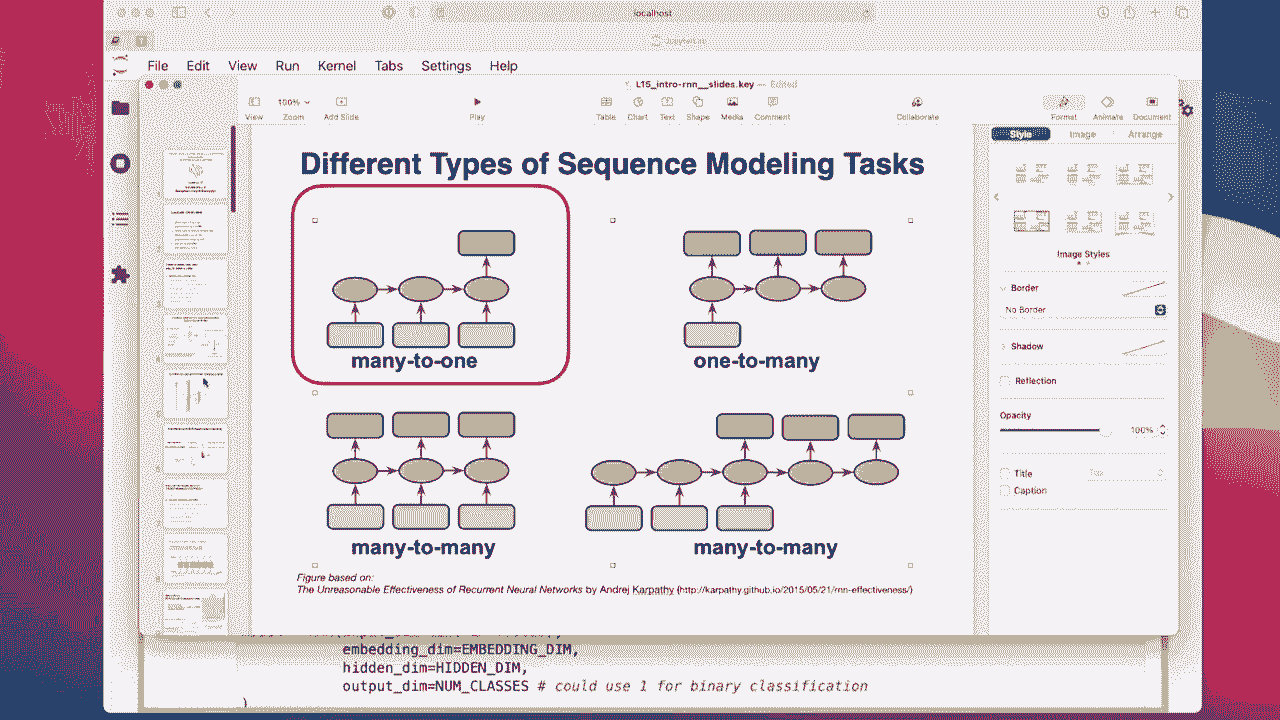 localhost
File Edit View Run Kernel Tabs Settings Help
L15_intro-rnn__slides.key — Edited
100%
View Zoom Add Slide Play Table Chart Text Shape Media Comment Collaborate Format Animate Document
Style Image Arrange
Different Types of Sequence Modeling Tasks
many-to-one
one-to-many
many-to-many
many-to-many
Figure based on:
The Unreasonable Effectiveness of Recurrent Neural Networks by Andrej Karpathy (http://karpathy.github.io/2015/05/21/rnn-effectiveness/)
Image Styles
Border
No Border
Shadow
Reflection
Opacity
100%
Title
Top
Caption
embedding_dim=EMBEDDING_DIM,
hidden_dim=HIDDEN_DIM,
output_dim=NUM_CLASSES # could use 1 for binary classification
)